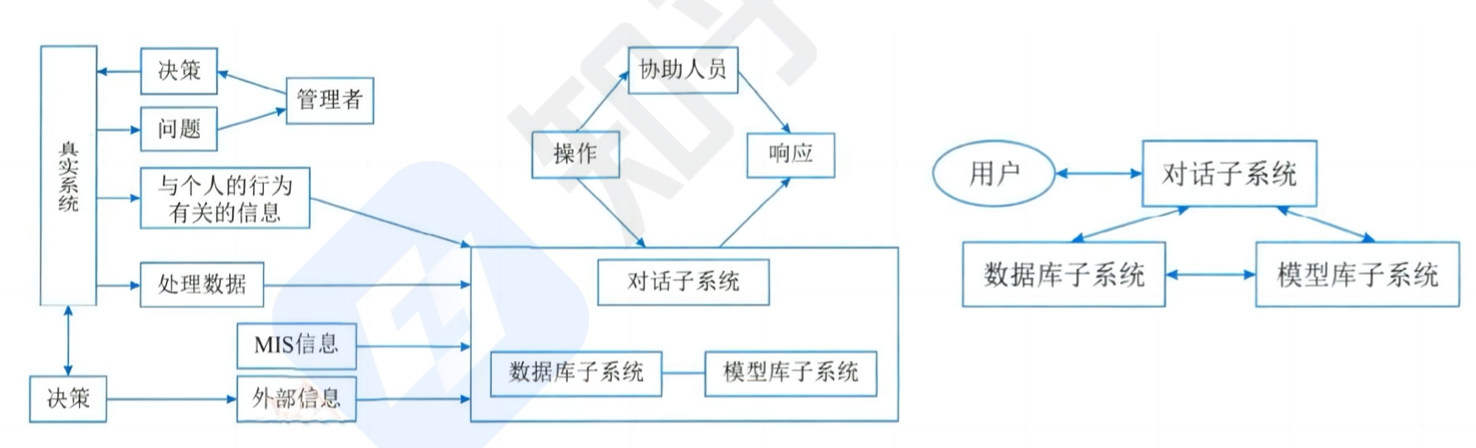 决策
管理者
问题
真实系统
与个人的行为
有关的信息
处理数据
MIS信息
决策
外部信息
协助人员
操作
响应
对话子系统
数据库子系统
模型库子系统
用户
对话子系统
数据库子系统
模型库子系统
知乎